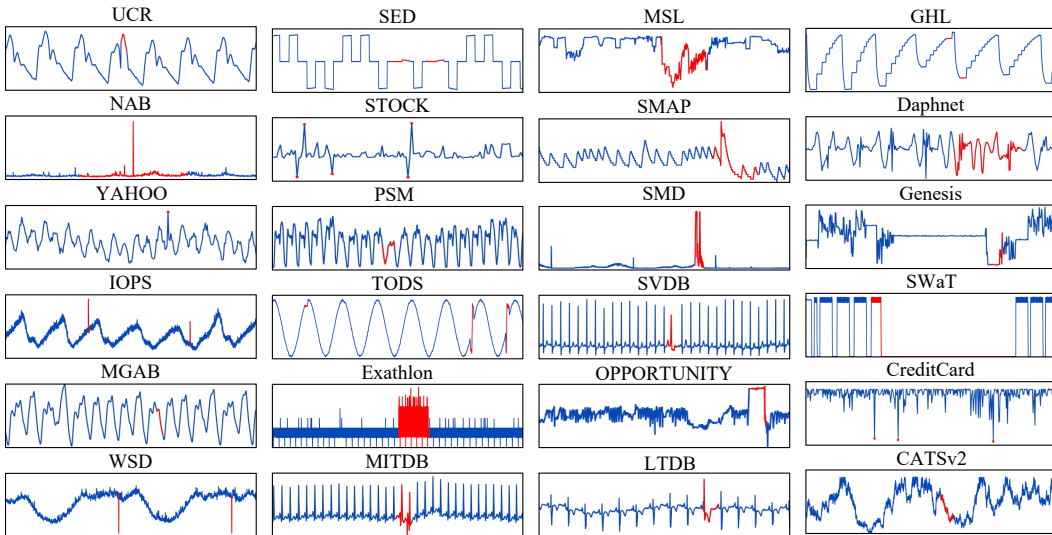 UCR SED MSL GHL
NAB STOCK SMAP Daphnet
YAHOO PSM SMD Genesis
IOPS TODS SVDB SWaT
MGAB Exathlon OPPORTUNITY CreditCard
WSD MITDB LTDB CATSv2